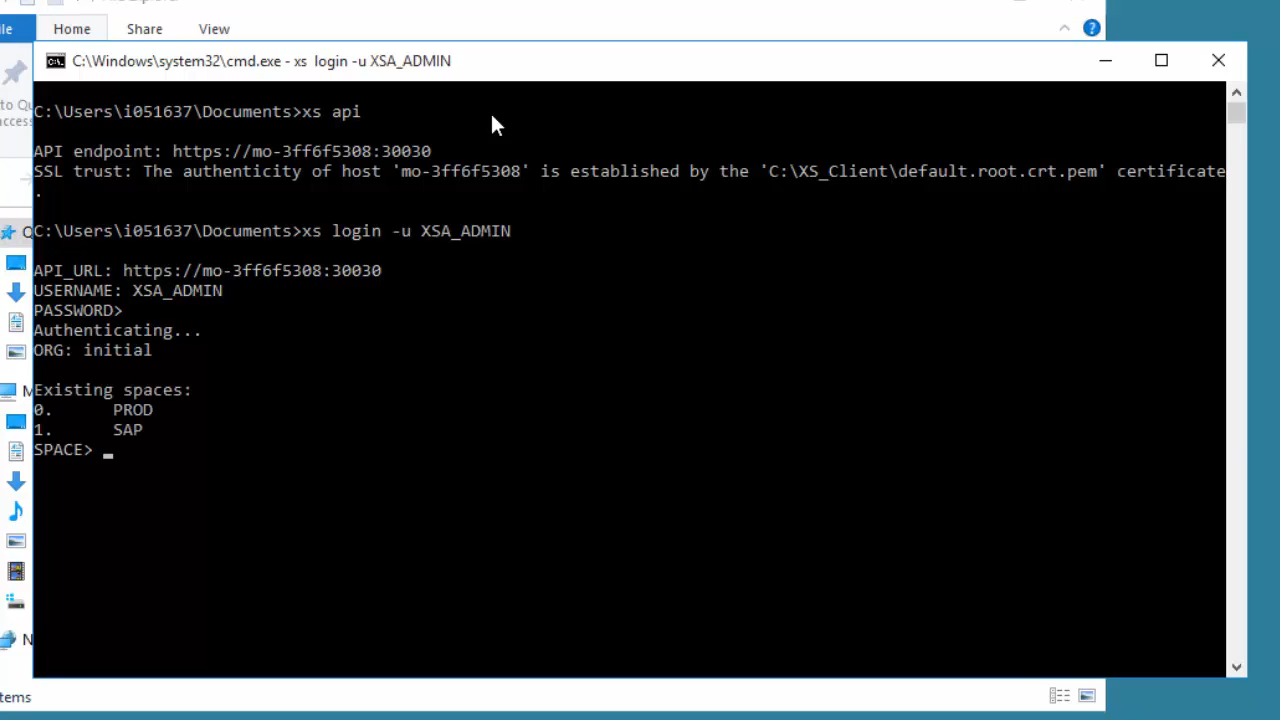 Home
Share
View
C:\Windows\system32\cmd.exe - xs  login -u XSA_ADMIN
C:\Users\i051637\Documents>xs api
API endpoint: https://mo-3ff6f5308:30030
SSL trust: The authenticity of host 'mo-3ff6f5308' is established by the 'C:\XS_Client\default.root.crt.pem' certificate
.
C:\Users\i051637\Documents>xs login -u XSA_ADMIN
API_URL: https://mo-3ff6f5308:30030
USERNAME: XSA_ADMIN
PASSWORD>
Authenticating...
ORG: initial
Existing spaces:
0.      PROD
1.      SAP
SPACE>